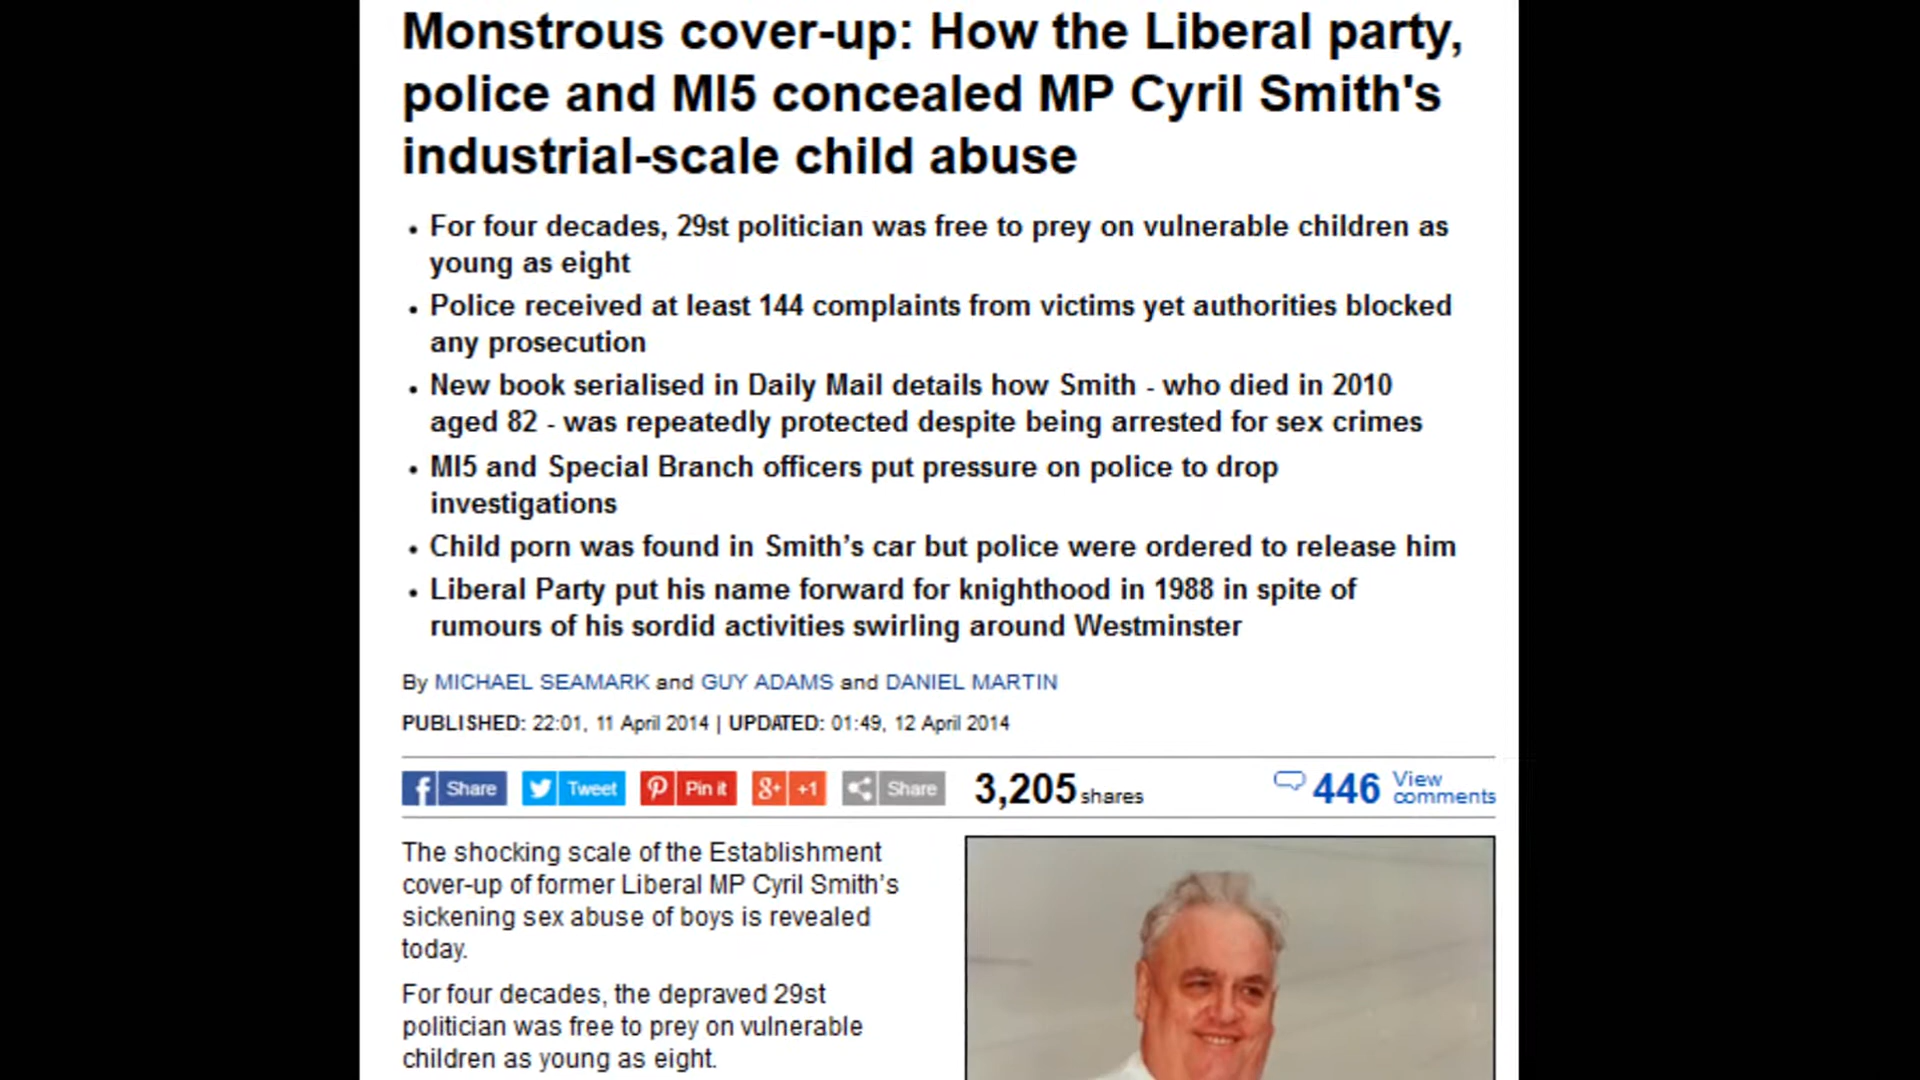 Monstrous cover-up: How the Liberal party,
police and MI5 concealed MP Cyril Smith's
industrial-scale child abuse
• For four decades, 29st politician was free to prey on vulnerable children as
young as eight
• Police received at least 144 complaints from victims yet authorities blocked
any prosecution
• New book serialised in Daily Mail details how Smith - who died in 2010
aged 82 - was repeatedly protected despite being arrested for sex crimes
• MI5 and Special Branch officers put pressure on police to drop
investigations
• Child porn was found in Smith’s car but police were ordered to release him
• Liberal Party put his name forward for knighthood in 1988 in spite of
rumours of his sordid activities swirling around Westminster
By MICHAEL SEAMARK and GUY ADAMS and DANIEL MARTIN
PUBLISHED: 22:01, 11 April 2014 | UPDATED: 01:49, 12 April 2014
f Share Tweet Pin it g+ +1 Share 3,205 shares 446 View comments
The shocking scale of the Establishment
cover-up of former Liberal MP Cyril Smith’s
sickening sex abuse of boys is revealed
today.
For four decades, the depraved 29st
politician was free to prey on vulnerable
children as young as eight.